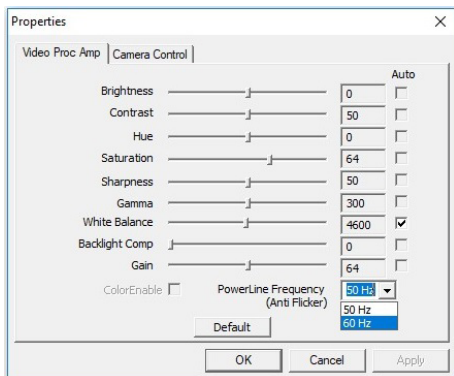 Properties
Video Proc Amp Camera Control
Auto
Brightness 0
Contrast 50
Hue 0
Saturation 64
Sharpness 50
Gamma 300
White Balance 4600
Backlight Comp 0
Gain 64
ColorEnable PowerLine Frequency 50 Hz
(Anti Flicker) 50 Hz
60 Hz
Default
OK Cancel Apply